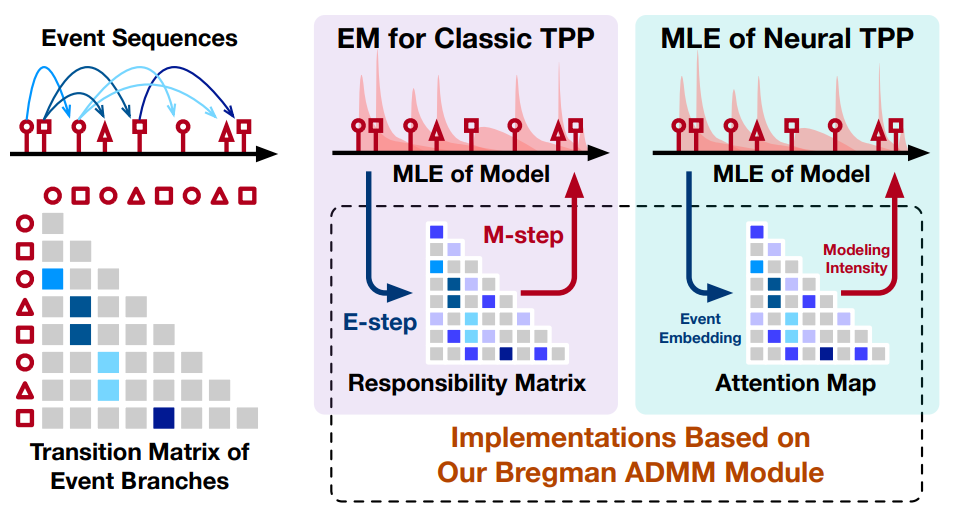 Event Sequences
Transition Matrix of
Event Branches
EM for Classic TPP
MLE of Model
M-step
E-step
Responsibility Matrix
MLE of Neural TPP
MLE of Model
Modeling
Intensity
Event
Embedding
Attention Map
Implementations Based on
Our Bregman ADMM Module